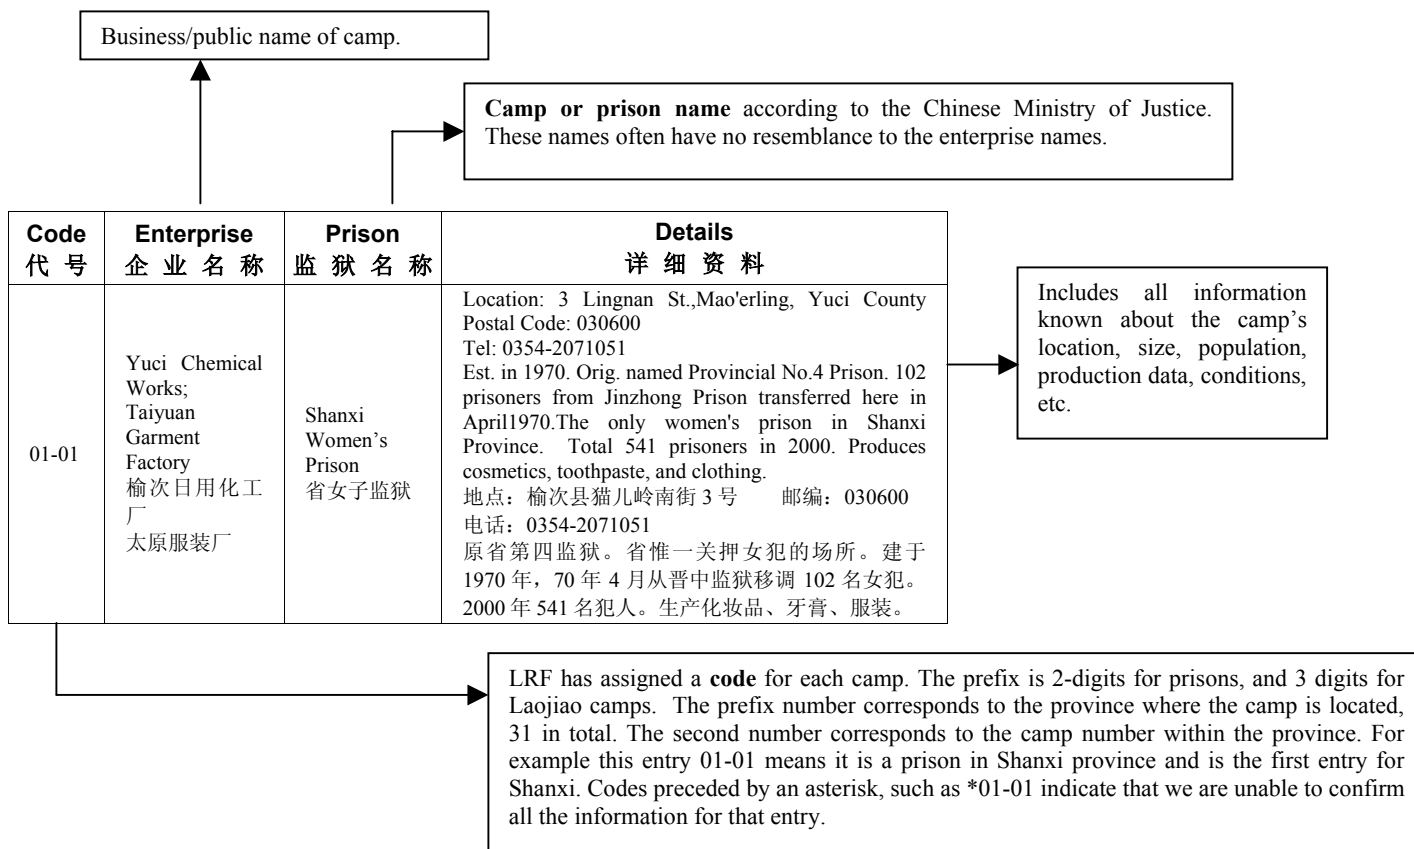 Business/public name of camp.
Camp or prison name according to the Chinese Ministry of Justice.
These names often have no resemblance to the enterprise names.
Code
代 号
Enterprise
企 业 名 称
Prison
监 狱 名 称
Details
详 细 资 料
01-01
Yuci Chemical
Works;
Taiyuan
Garment
Factory
榆次日用化工
厂
太原服装厂
Shanxi
Women’s
Prison
省女子监狱
Location: 3 Lingnan St.,Mao'erling, Yuci County
Postal Code: 030600
Tel: 0354-2071051
Est. in 1970. Orig. named Provincial No.4 Prison. 102
prisoners from Jinzhong Prison transferred here in
April1970.The only women's prison in Shanxi
Province. Total 541 prisoners in 2000. Produces
cosmetics, toothpaste, and clothing.
地点：榆次县猫儿岭南街 3 号 邮编：030600
电话：0354-2071051
原省第四监狱。省惟一关押女犯的场所。建于
1970 年，70 年 4 月从晋中监狱移调 102 名女犯。
2000 年 541 名犯人。生产化妆品、牙膏、服装。
Includes all information
known about the camp’s
location, size, population,
production data, conditions,
etc.
LRF has assigned a code for each camp. The prefix is 2-digits for prisons, and 3 digits for
Laojiao camps. The prefix number corresponds to the province where the camp is located,
31 in total. The second number corresponds to the camp number within the province. For
example this entry 01-01 means it is a prison in Shanxi province and is the first entry for
Shanxi. Codes preceded by an asterisk, such as *01-01 indicate that we are unable to confirm
all the information for that entry.